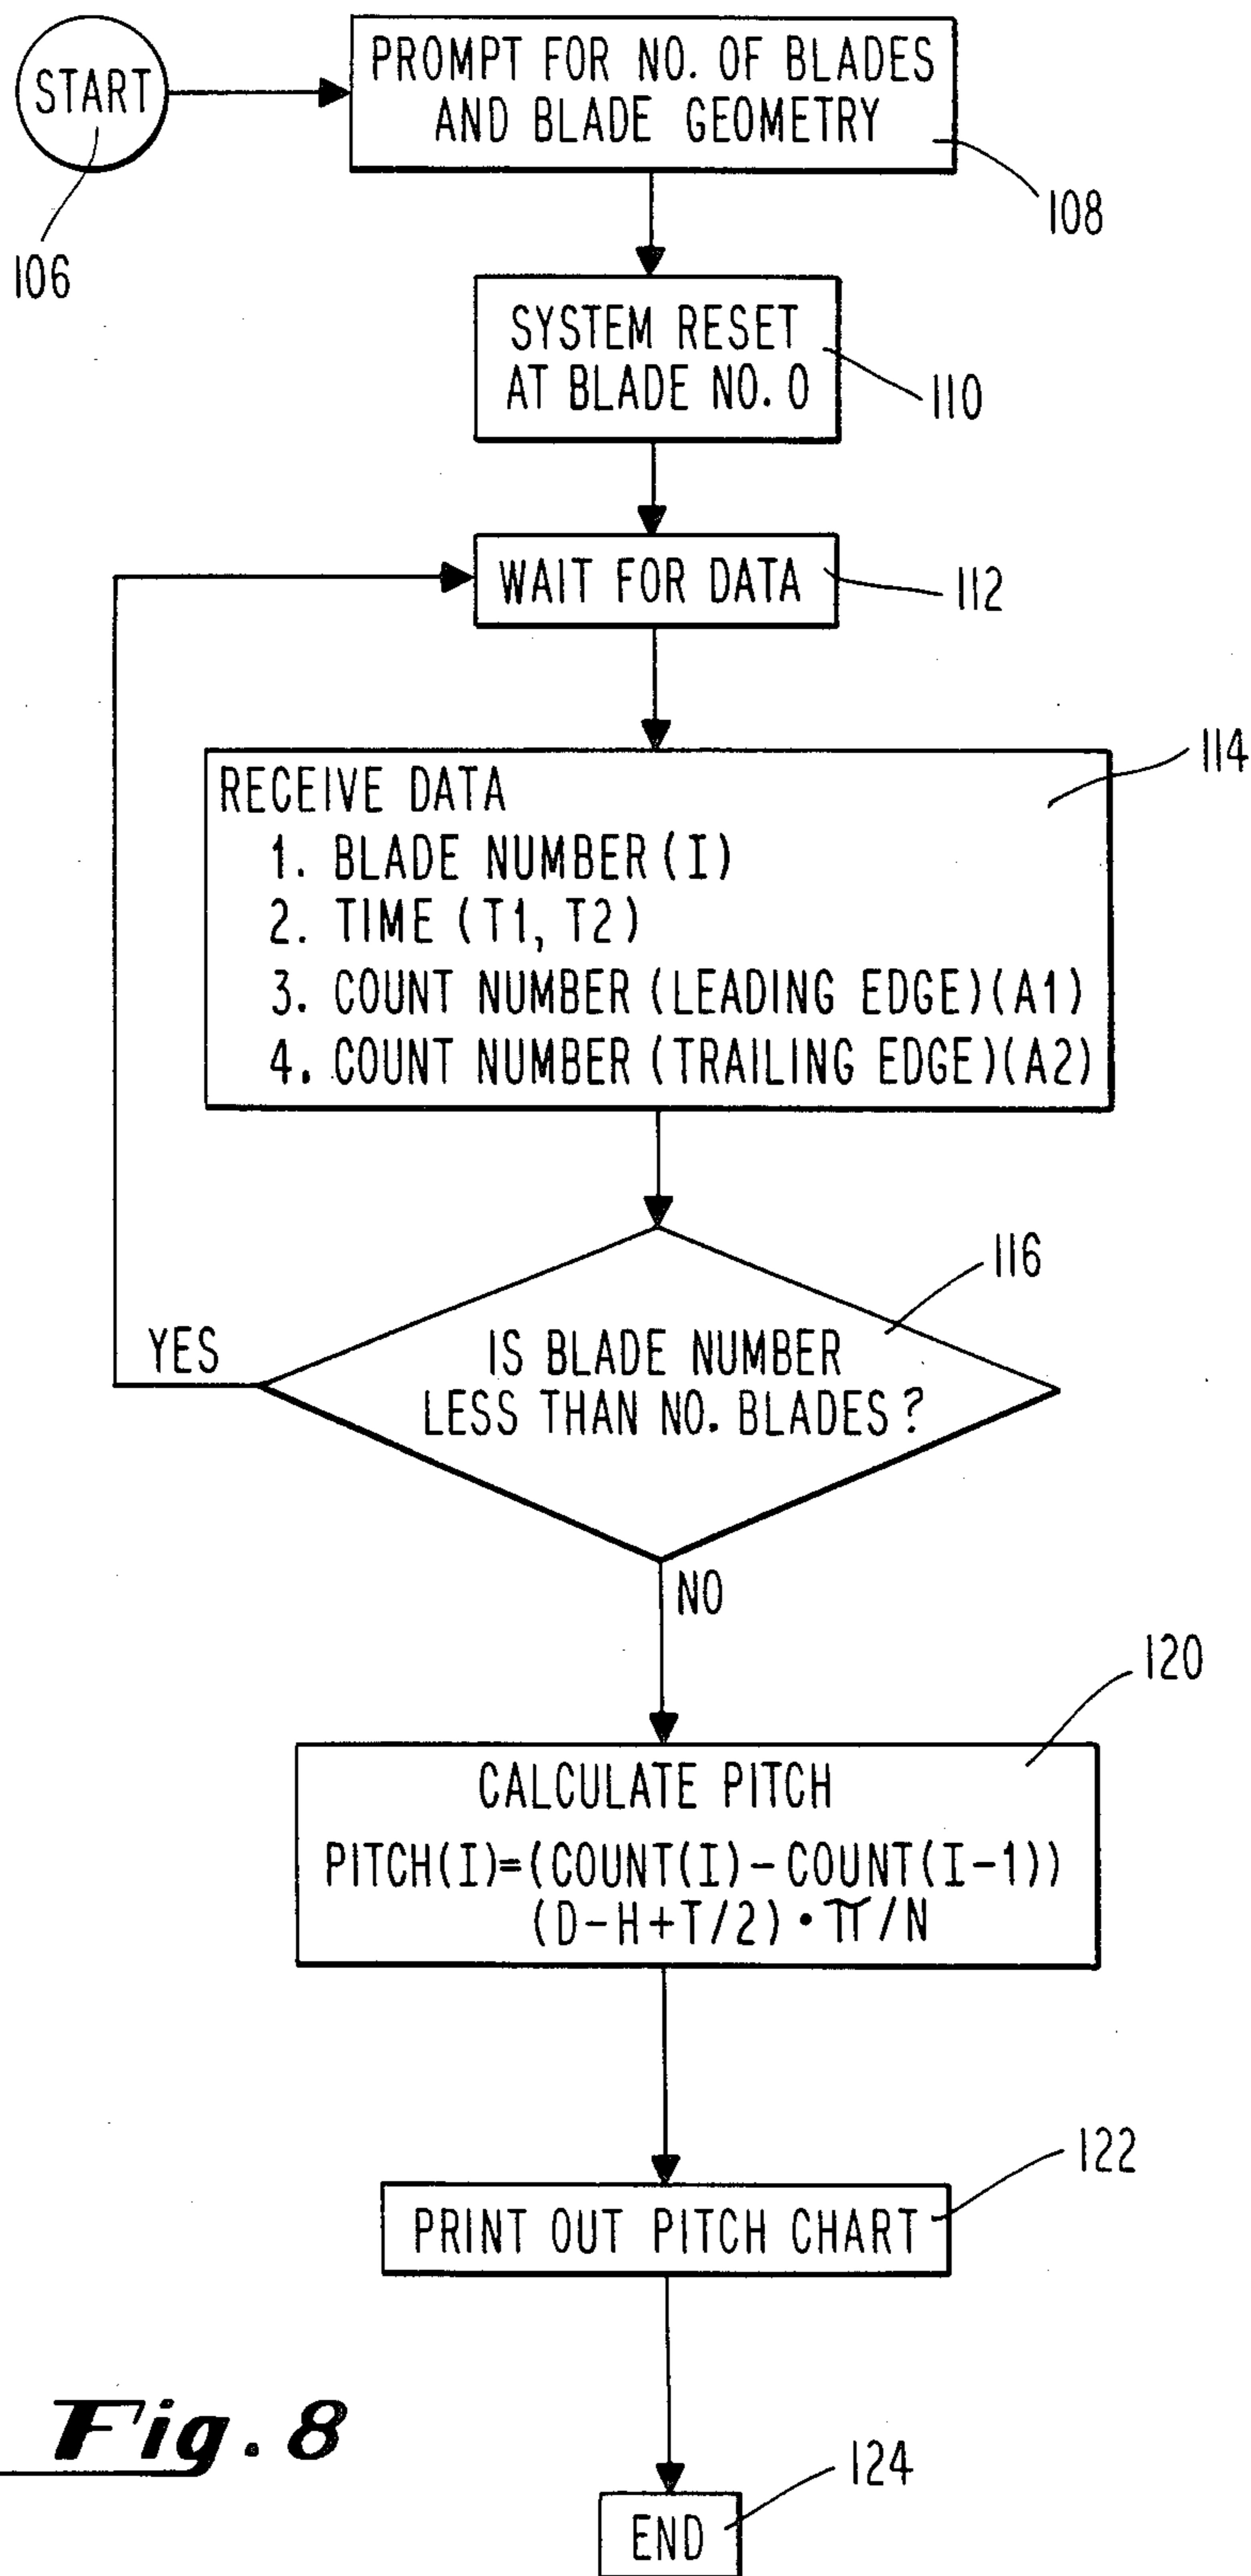 START
106
PROMPT FOR NO. OF BLADES
AND BLADE GEOMETRY
108
SYSTEM RESET
AT BLADE NO. 0
110
WAIT FOR DATA
112
RECEIVE DATA
1. BLADE NUMBER (I)
2. TIME (T1, T2)
3. COUNT NUMBER (LEADING EDGE)(A1)
4. COUNT NUMBER (TRAILING EDGE)(A2)
114
IS BLADE NUMBER
LESS THAN NO. BLADES?
116
YES
NO
CALCULATE PITCH
PITCH(I)=(COUNT(I)-COUNT(I-1))
(D-H+T/2)•π/N
120
PRINT OUT PITCH CHART
122
END
124
Fig. 8